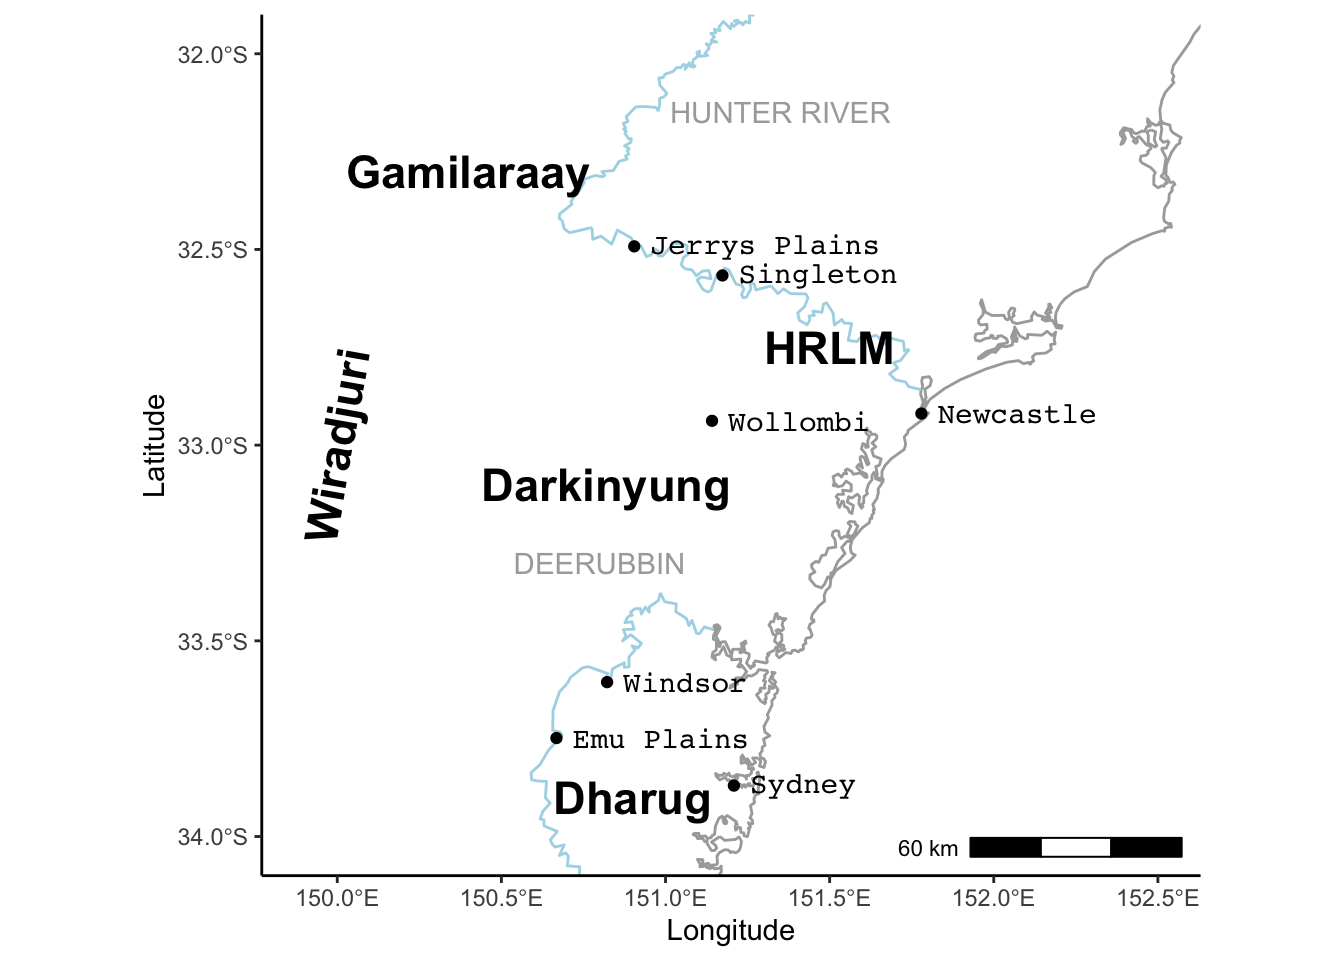 32.0°S
HUNTER RIVER
Gamilaraay
32.5°S
Jerrys Plains
Singleton
HRLM
Wiradjuri
Latitude
Wollombi
Newcastle
33.0°S
Darkinyung
DEERUBBIN
33.5°S
Windsor
Emu Plains
Sydney
Dharug
34.0°S
60 km
150.0°E
150.5°E
151.0°E
151.5°E
152.0°E
152.5°E
Longitude